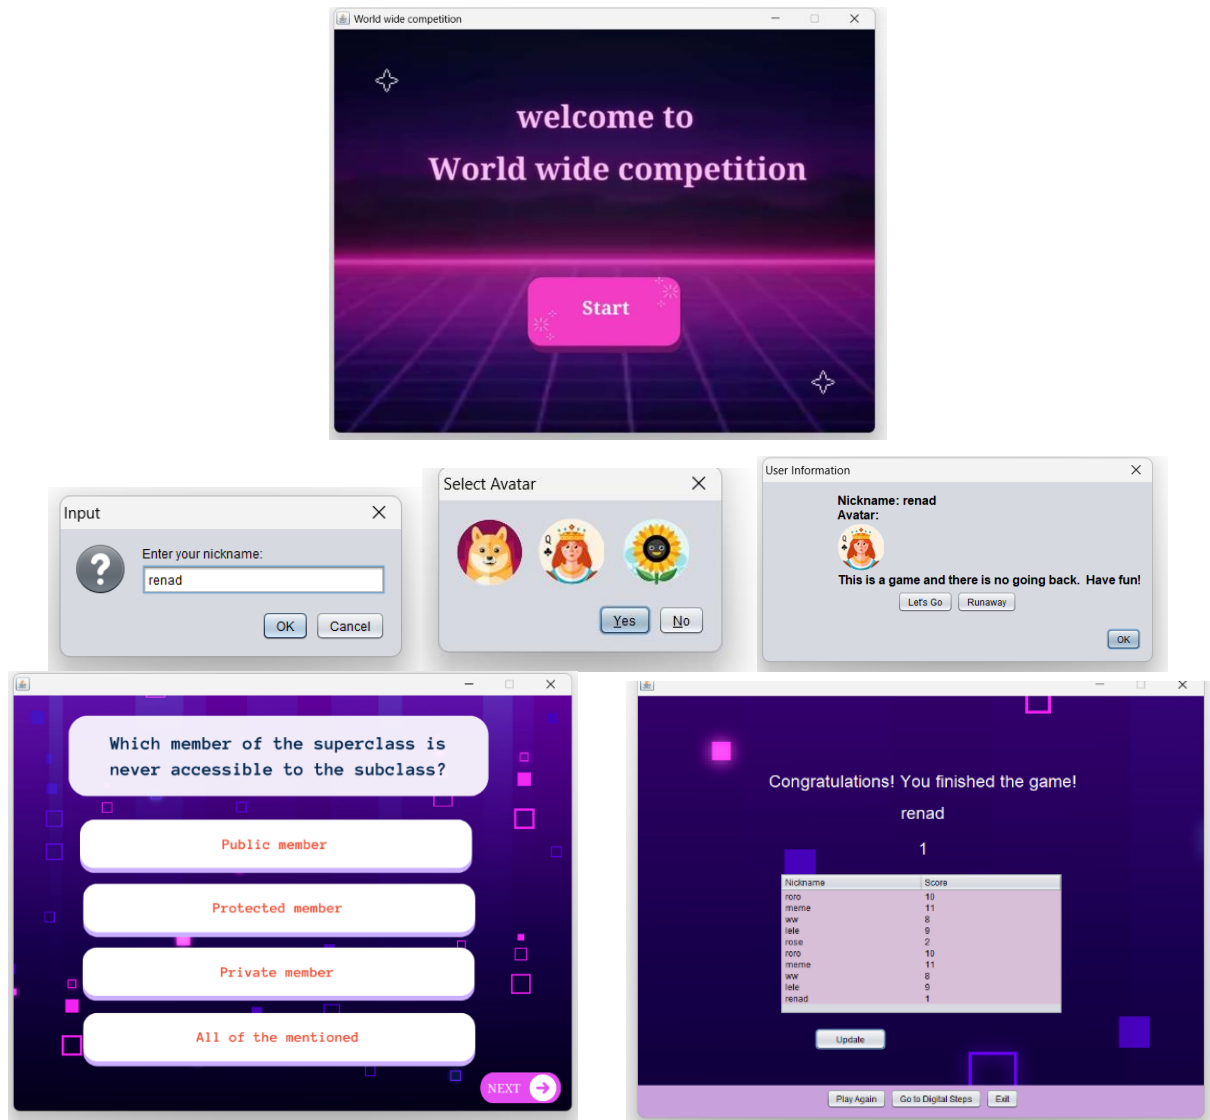 World wide competition
welcome to
World wide competition
Start
Input
Enter your nickname:
renad
OK
Cancel
Select Avatar
Yes
No
User Information
Nickname: renad
Avatar:
Q
This is a game and there is no going back. Have fun!
Let's Go
Runaway
OK
Which member of the superclass is
never accessible to the subclass?
Public member
Protected member
Private member
All of the mentioned
NEXT
Congratulations! You finished the game!
renad
1
Nickname Score
roro 10
meme 11
ww 8
lele 9
rose 2
roro 10
meme 11
ww 8
lele 9
renad 1
Update
Play Again Go to Digital Steps Exit